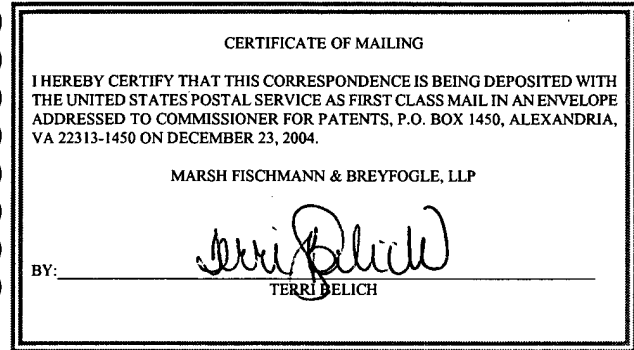 CERTIFICATE OF MAILING
I HEREBY CERTIFY THAT THIS CORRESPONDENCE IS BEING DEPOSITED WITH
THE UNITED STATES POSTAL SERVICE AS FIRST CLASS MAIL IN AN ENVELOPE
ADDRESSED TO COMMISSIONER FOR PATENTS, P.O. BOX 1450, ALEXANDRIA,
VA 22313-1450 ON DECEMBER 23, 2004.
MARSH FISCHMANN & BREYFOGLE, LLP
Terri Belich
BY:
TERRI BELICH